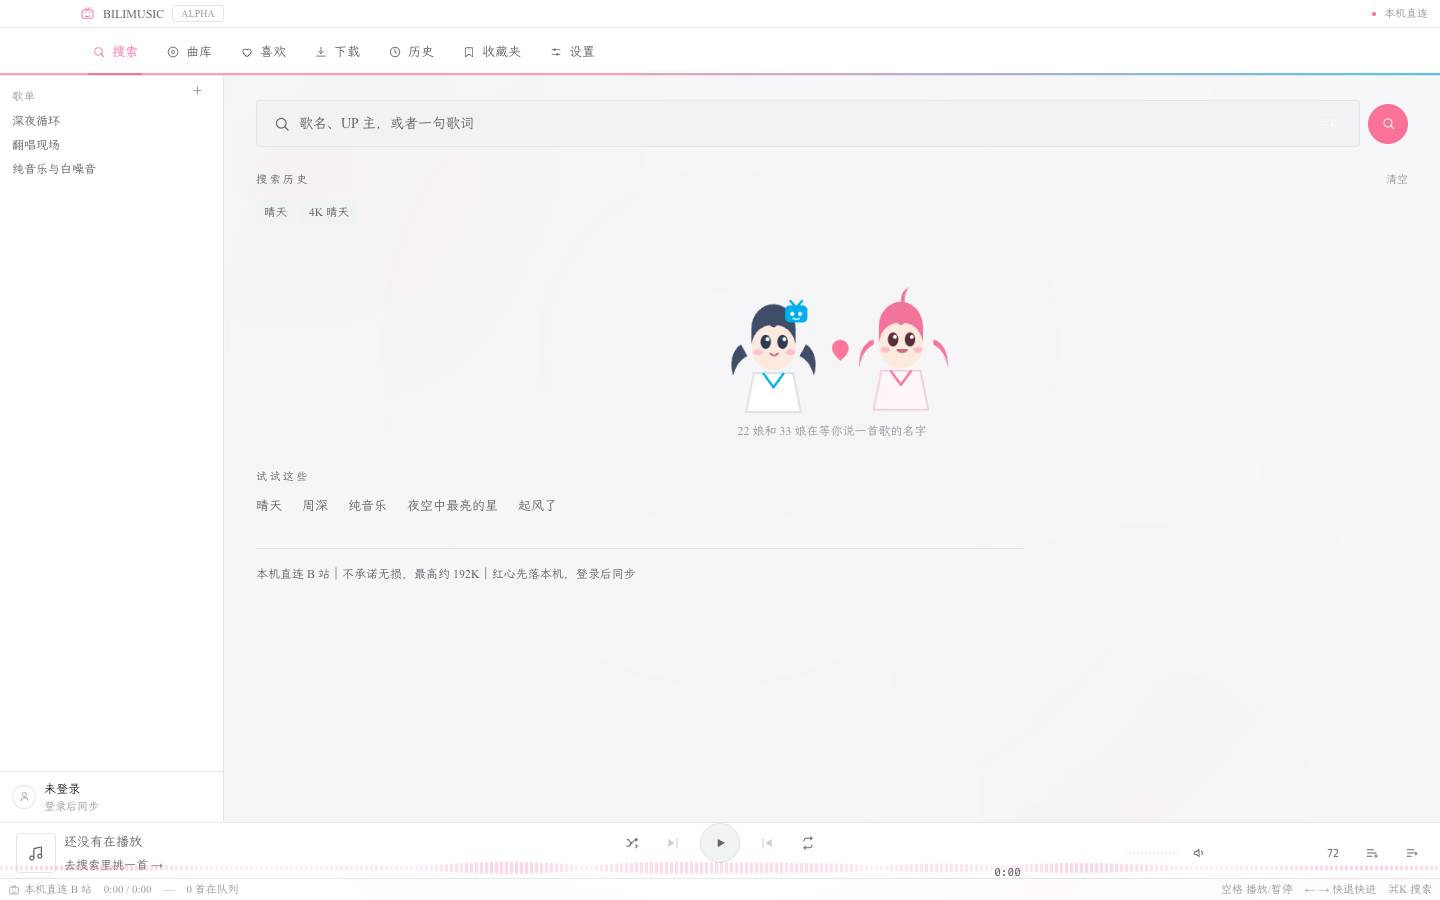 BILIMUSIC ALPHA 本机直连
搜索 曲库 喜欢 下载 历史 收藏夹 设置
歌单 +
深夜循环
翻唱现场
纯音乐与白噪音
歌名、UP 主，或者一句歌词 ⌘K
搜索历史 清空
晴天 4K 晴天
22 娘和 33 娘在等你说一首歌的名字
试试这些
晴天 周深 纯音乐 夜空中最亮的星 起风了
本机直连 B 站 | 不承诺无损，最高约 192K | 红心先落本机，登录后同步
未登录
登录后同步
还没有在播放
去搜索里挑一首 →
0:00
72
本机直连 B 站 0:00 / 0:00 — 0 首在队列 空格 播放/暂停 ← → 快退快进 ⌘K 搜索